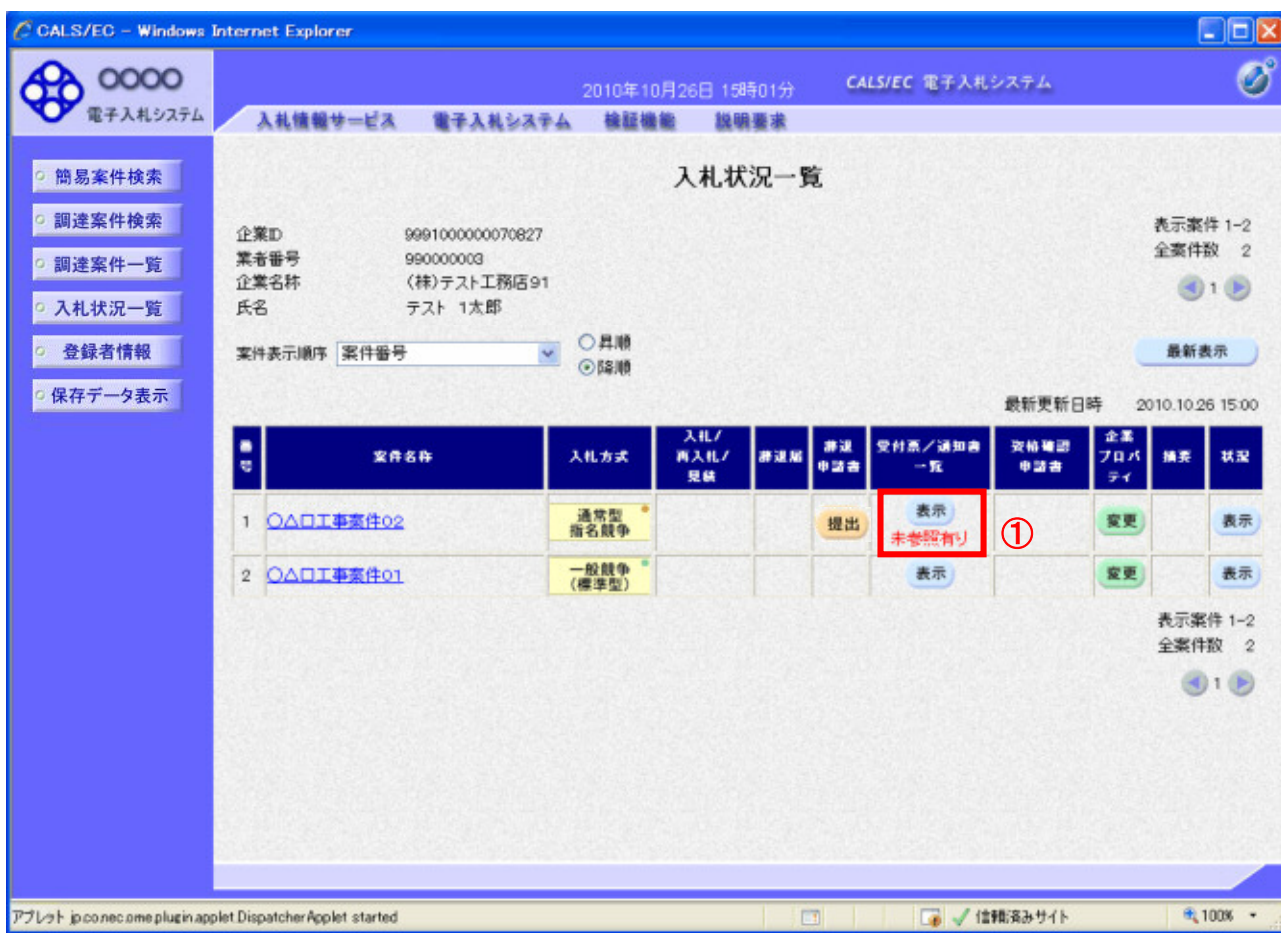 CALS/EC - Windows Internet Explorer
OOOO
電子入札システム
2010年10月26日 15時01分
CALS/EC 電子入札システム
入札情報サービス 電子入札システム 検証機能 説明要求
簡易案件検索
調達案件検索
調達案件一覧
入札状況一覧
登録者情報
保存データ表示
入札状況一覧
企業ID 9991000000070827
業者番号 990000003
企業名称 (株)テスト工務店91
氏名 テスト 1太郎
表示案件 1-2
全案件数 2
1
案件表示順序 案件番号
昇順
降順
最新表示
最新更新日時 2010.10.26 15:00
番号 案件名称 入札方式 入札/再入札/見積 辞退届 辞退申請書 受付票/通知書一覧 資格確認申請書 企業プロパティ 摘要 状況
1 〇△口工事案件02 通常型指名競争 提出 表示 未参照有り ① 変更 表示
2 〇△口工事案件01 一般競争(標準型) 表示 変更 表示
表示案件 1-2
全案件数 2
1
アプレット jp.co.nec.ome.plugin.applet.DispatcherApplet started
信頼済みサイト
100%